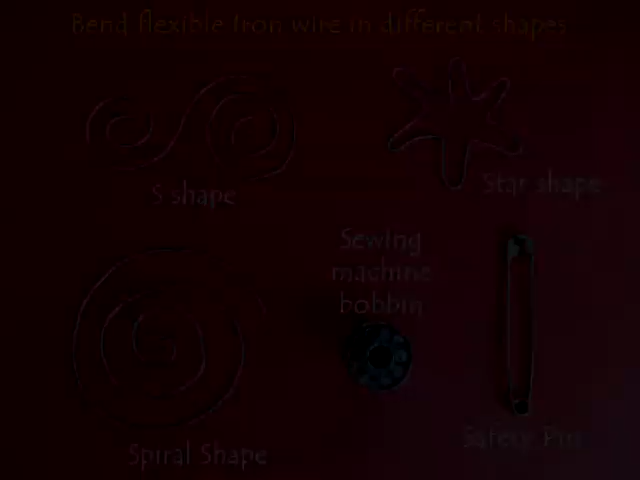 Bend flexible Iron wire in different shapes
S shape
Star shape
Sewing
machine
bobbin
Safety Pin
Spiral Shape